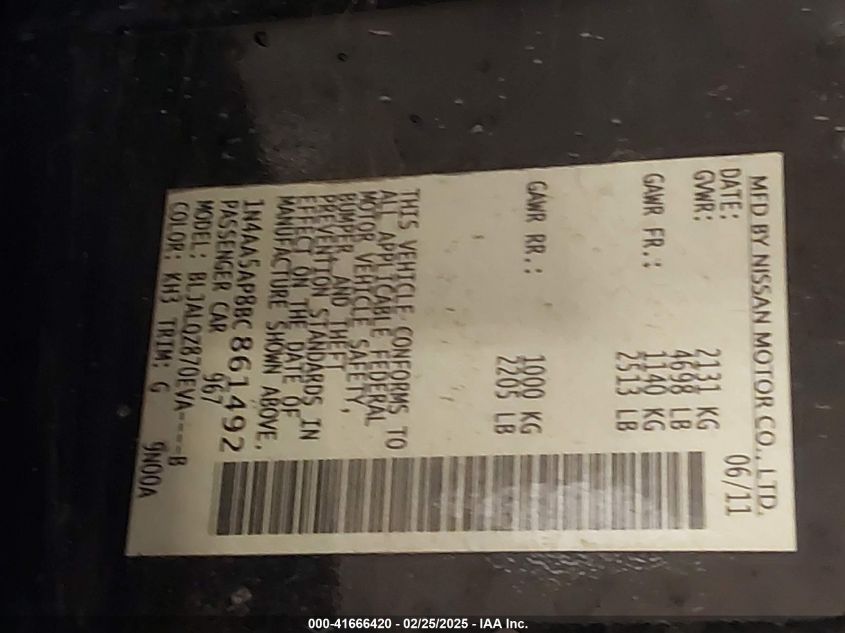 MFD BY NISSAN MOTOR CO., LTD.
DATE: 06/11
GVWR: 2131 KG
4698 LB
GAWR FR.: 1140 KG
2513 LB
GAWR RR.: 1000 KG
2205 LB
THIS VEHICLE CONFORMS TO
ALL APPLICABLE FEDERAL
MOTOR VEHICLE SAFETY,
BUMPER, AND THEFT
PREVENTION STANDARDS IN
EFFECT ON THE DATE OF
MANUFACTURE SHOWN ABOVE.
1N4AA5AP8BC861492
PASSENGER CAR 967
MODEL: BLJALQZB70EVA----B
COLOR: KH3 TRIM: G 9N00A
000-41666420 - 02/25/2025 - © IAA Inc.